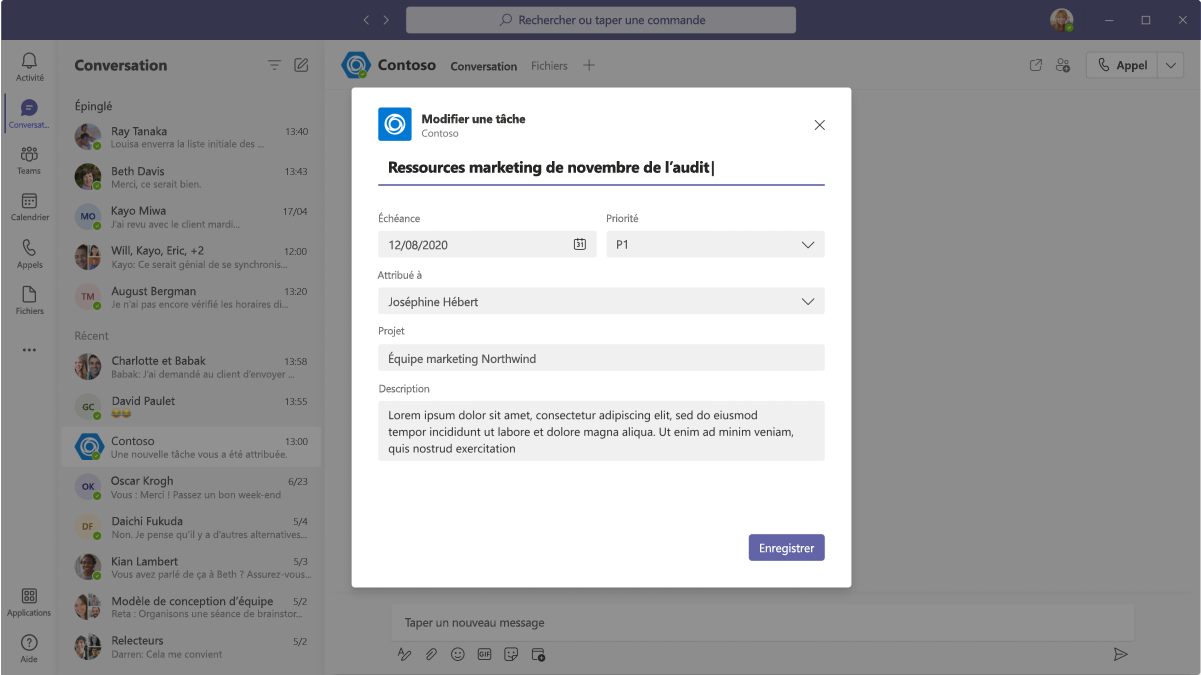 Rechercher ou taper une commande
Activité
Conversat...
Teams
Calendrier
Appels
Fichiers
Applications
Aide
Conversation
Épinglé
Ray Tanaka 13:40
Louisa enverra la liste initiale des ...
Beth Davis 13:43
Merci, ce serait bien.
MO
Kayo Miwa 17/04
J'ai revu avec le client mardi...
Will, Kayo, Eric, +2 12:00
Kayo: Ce serait génial de se synchronis...
TM
August Bergman 13:20
Je n'ai pas encore vérifié les horaires di...
Récent
Charlotte et Babak 13:58
Babak: J'ai demandé au client d'envoyer ...
GC
David Paulet 13:55
Contoso 13:00
Une nouvelle tâche vous a été attribuée.
OK
Oscar Krogh 6/23
Vous : Merci ! Passez un bon week-end
DF
Daichi Fukuda 5/4
Non. Je pense qu'il y a d'autres alternatives...
Kian Lambert 5/3
Vous avez parlé de ça à Beth ? Assurez-vous...
Modèle de conception d'équipe 5/2
Reta : Organisons une séance de brainstor...
Relecteurs 5/2
Darren: Cela me convient
Contoso Conversation Fichiers
Appel
Modifier une tâche
Contoso
Ressources marketing de novembre de l'audit
Échéance Priorité
12/08/2020 31 P1
Attribué à
Joséphine Hébert
Projet
Équipe marketing Northwind
Description
Lorem ipsum dolor sit amet, consectetur adipiscing elit, sed do eiusmod
tempor incididunt ut labore et dolore magna aliqua. Ut enim ad minim veniam,
quis nostrud exercitation
Enregistrer
Taper un nouveau message
GIF